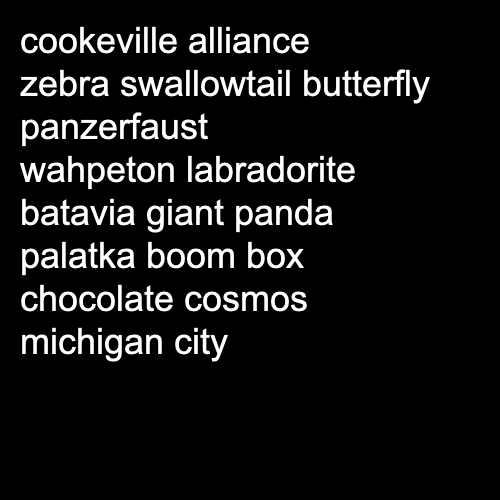 cookeville alliance
zebra swallowtail butterfly
panzerfaust
wahpeton labradorite
batavia giant panda
palatka boom box
chocolate cosmos
michigan city